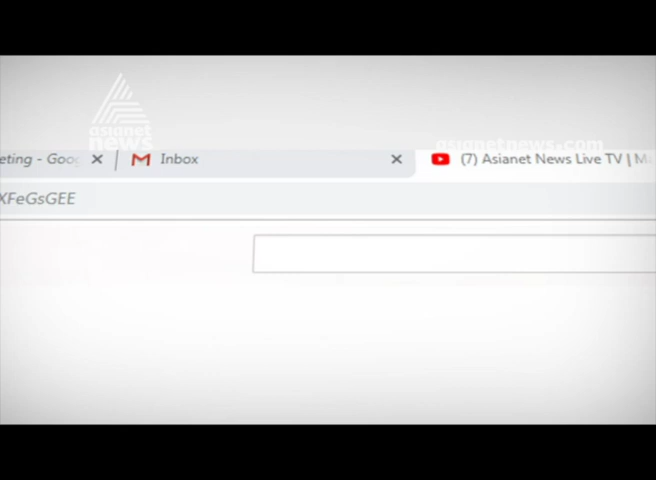 asianet
news
asianetnews.com
eting - Goo
Inbox
(7) Asianet News Live TV | M
XFeGsGEE